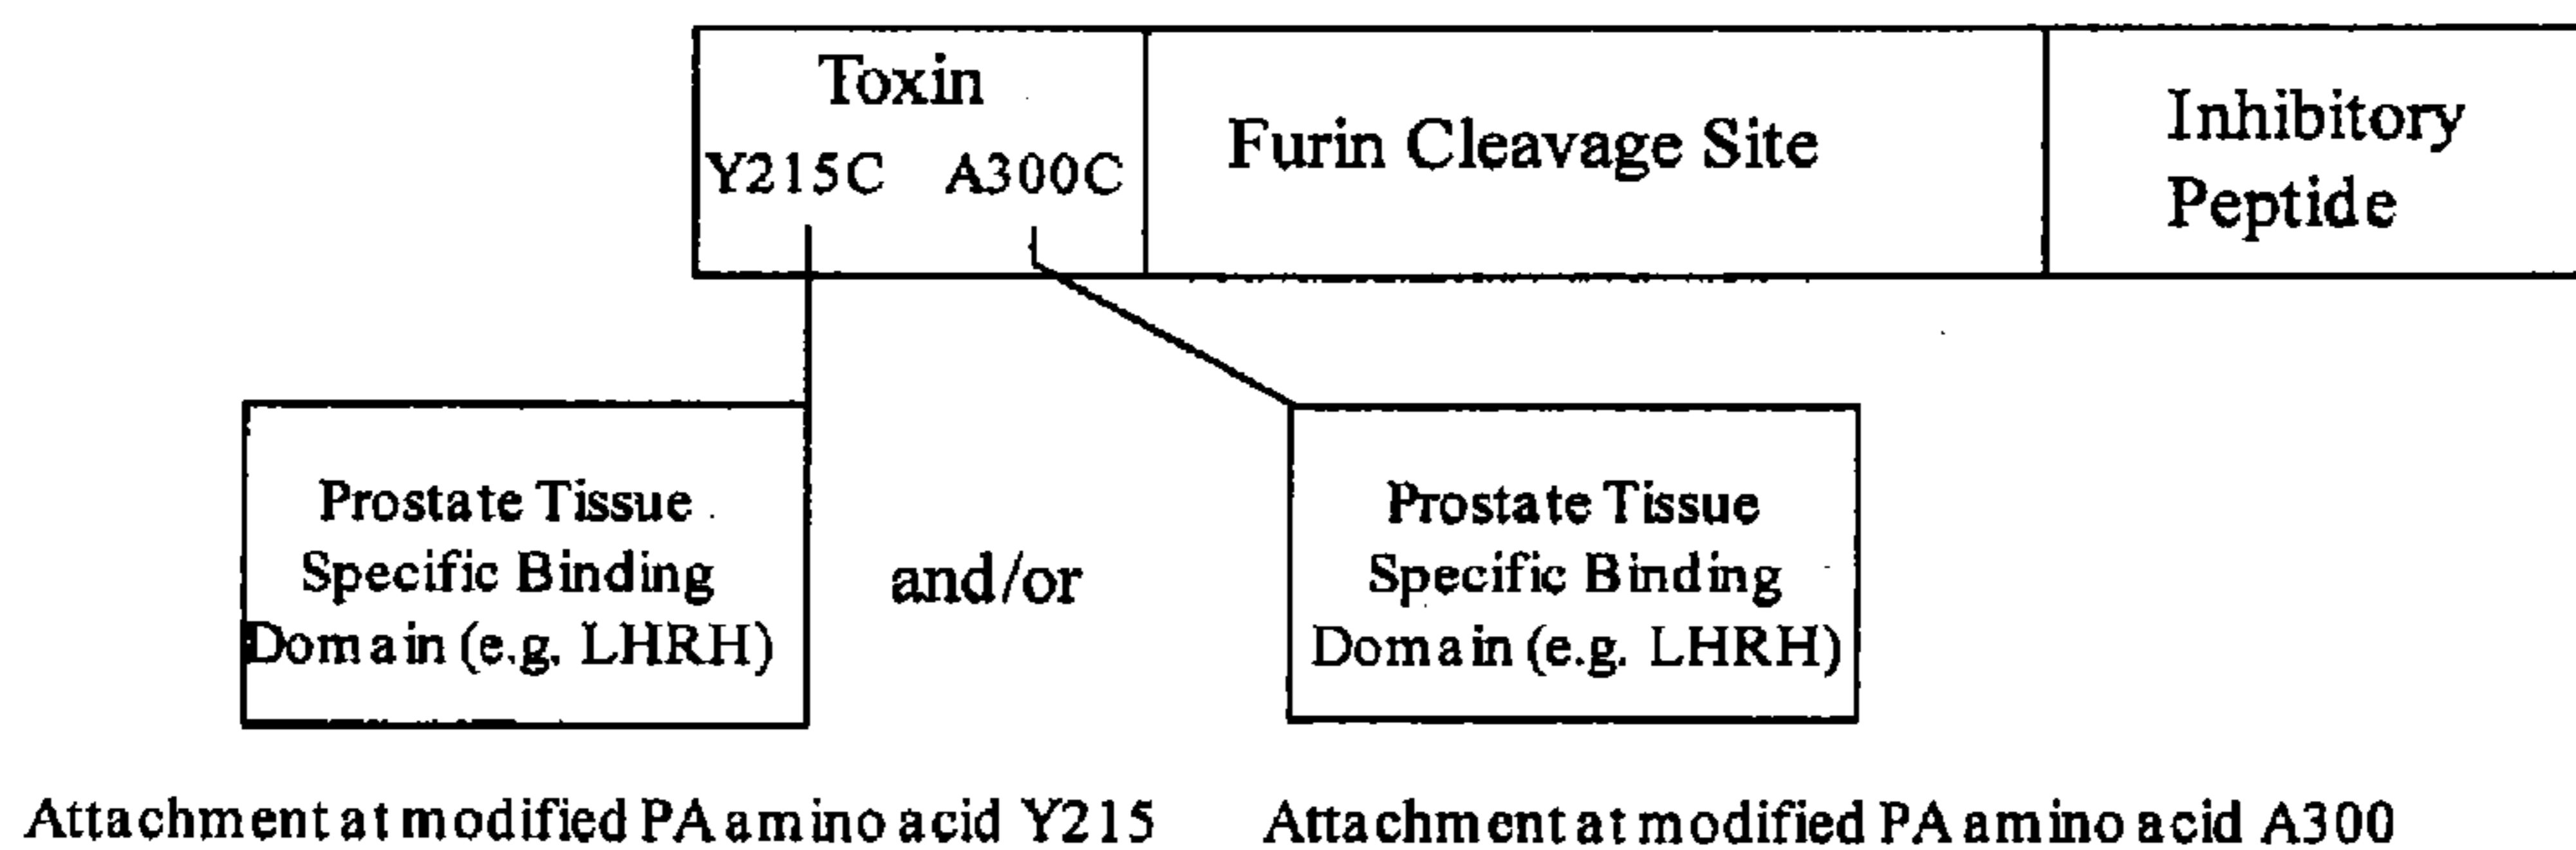 Toxin
Y215C A300C
Furin Cleavage Site
Inhibitory
Peptide
Prostate Tissue
Specific Binding
Domain (e.g. LHRH)
and/or
Prostate Tissue
Specific Binding
Domain (e.g. LHRH)
Attachment at modified PA amino acid Y215
Attachment at modified PA amino acid A300